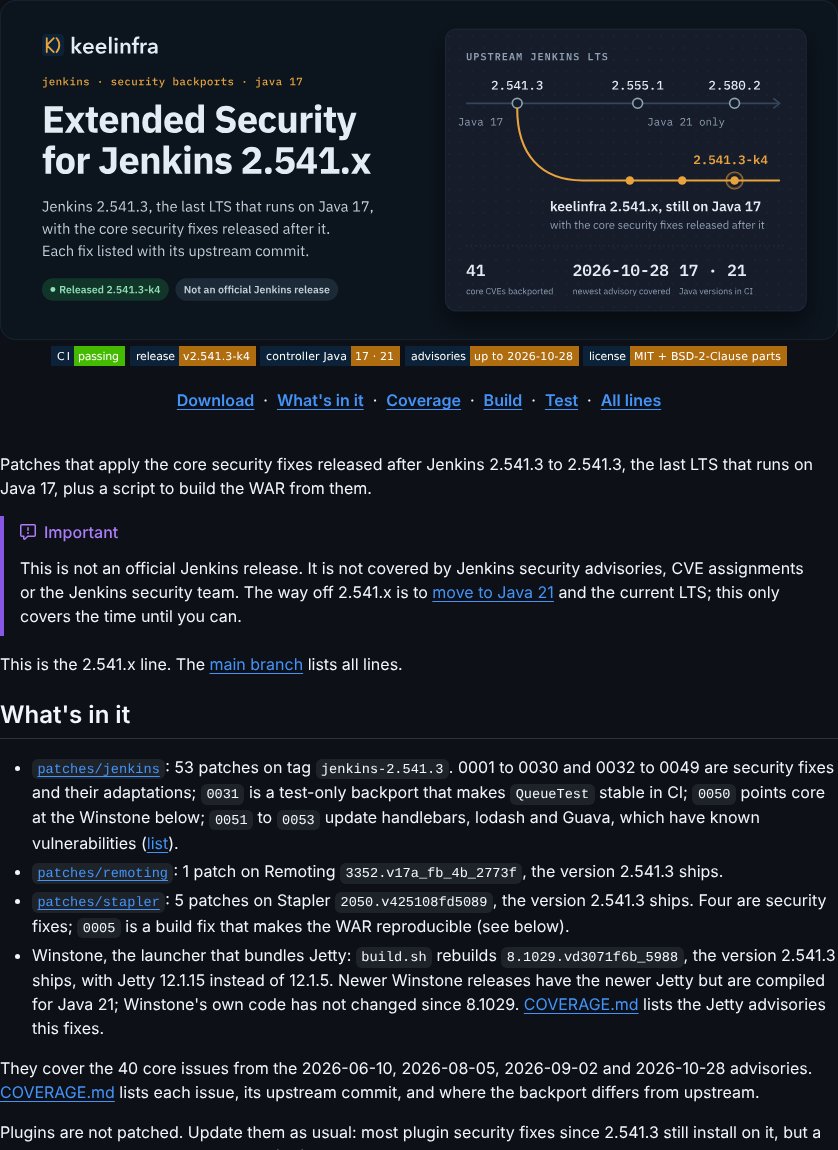 keelinfra
jenkins · security backports · java 17
Extended Security
for Jenkins 2.541.x
Jenkins 2.541.3, the last LTS that runs on Java 17,
with the core security fixes released after it.
Each fix listed with its upstream commit.
Released 2.541.3-k4
Not an official Jenkins release
UPSTREAM JENKINS LTS
2.541.3 2.555.1 2.580.2
Java 17 Java 21 only
2.541.3-k4
keelinfra 2.541.x, still on Java 17
with the core security fixes released after it
41 2026-10-28 17 · 21
core CVEs backported newest advisory covered Java versions in CI
CI passing release v2.541.3-k4 controller Java 17 · 21 advisories up to 2026-10-28 license MIT + BSD-2-Clause parts
Download · What's in it · Coverage · Build · Test · All lines
Patches that apply the core security fixes released after Jenkins 2.541.3 to 2.541.3, the last LTS that runs on
Java 17, plus a script to build the WAR from them.
Important
This is not an official Jenkins release. It is not covered by Jenkins security advisories, CVE assignments
or the Jenkins security team. The way off 2.541.x is to move to Java 21 and the current LTS; this only
covers the time until you can.
This is the 2.541.x line. The main branch lists all lines.
What's in it
• patches/jenkins: 53 patches on tag jenkins-2.541.3. 0001 to 0030 and 0032 to 0049 are security fixes
and their adaptations; 0031 is a test-only backport that makes QueueTest stable in CI; 0050 points core
at the Winstone below; 0051 to 0053 update handlebars, lodash and Guava, which have known
vulnerabilities (list).
• patches/remoting: 1 patch on Remoting 3352.v17a_fb_4b_2773f, the version 2.541.3 ships.
• patches/stapler: 5 patches on Stapler 2050.v425108fd5089, the version 2.541.3 ships. Four are security
fixes; 0005 is a build fix that makes the WAR reproducible (see below).
• Winstone, the launcher that bundles Jetty: build.sh rebuilds 8.1029.vd3071f6b_5988, the version 2.541.3
ships, with Jetty 12.1.15 instead of 12.1.5. Newer Winstone releases have the newer Jetty but are compiled
for Java 21; Winstone's own code has not changed since 8.1029. COVERAGE.md lists the Jetty advisories
this fixes.
They cover the 40 core issues from the 2026-06-10, 2026-08-05, 2026-09-02 and 2026-10-28 advisories.
COVERAGE.md lists each issue, its upstream commit, and where the backport differs from upstream.
Plugins are not patched. Update them as usual: most plugin security fixes since 2.541.3 still install on it, but a